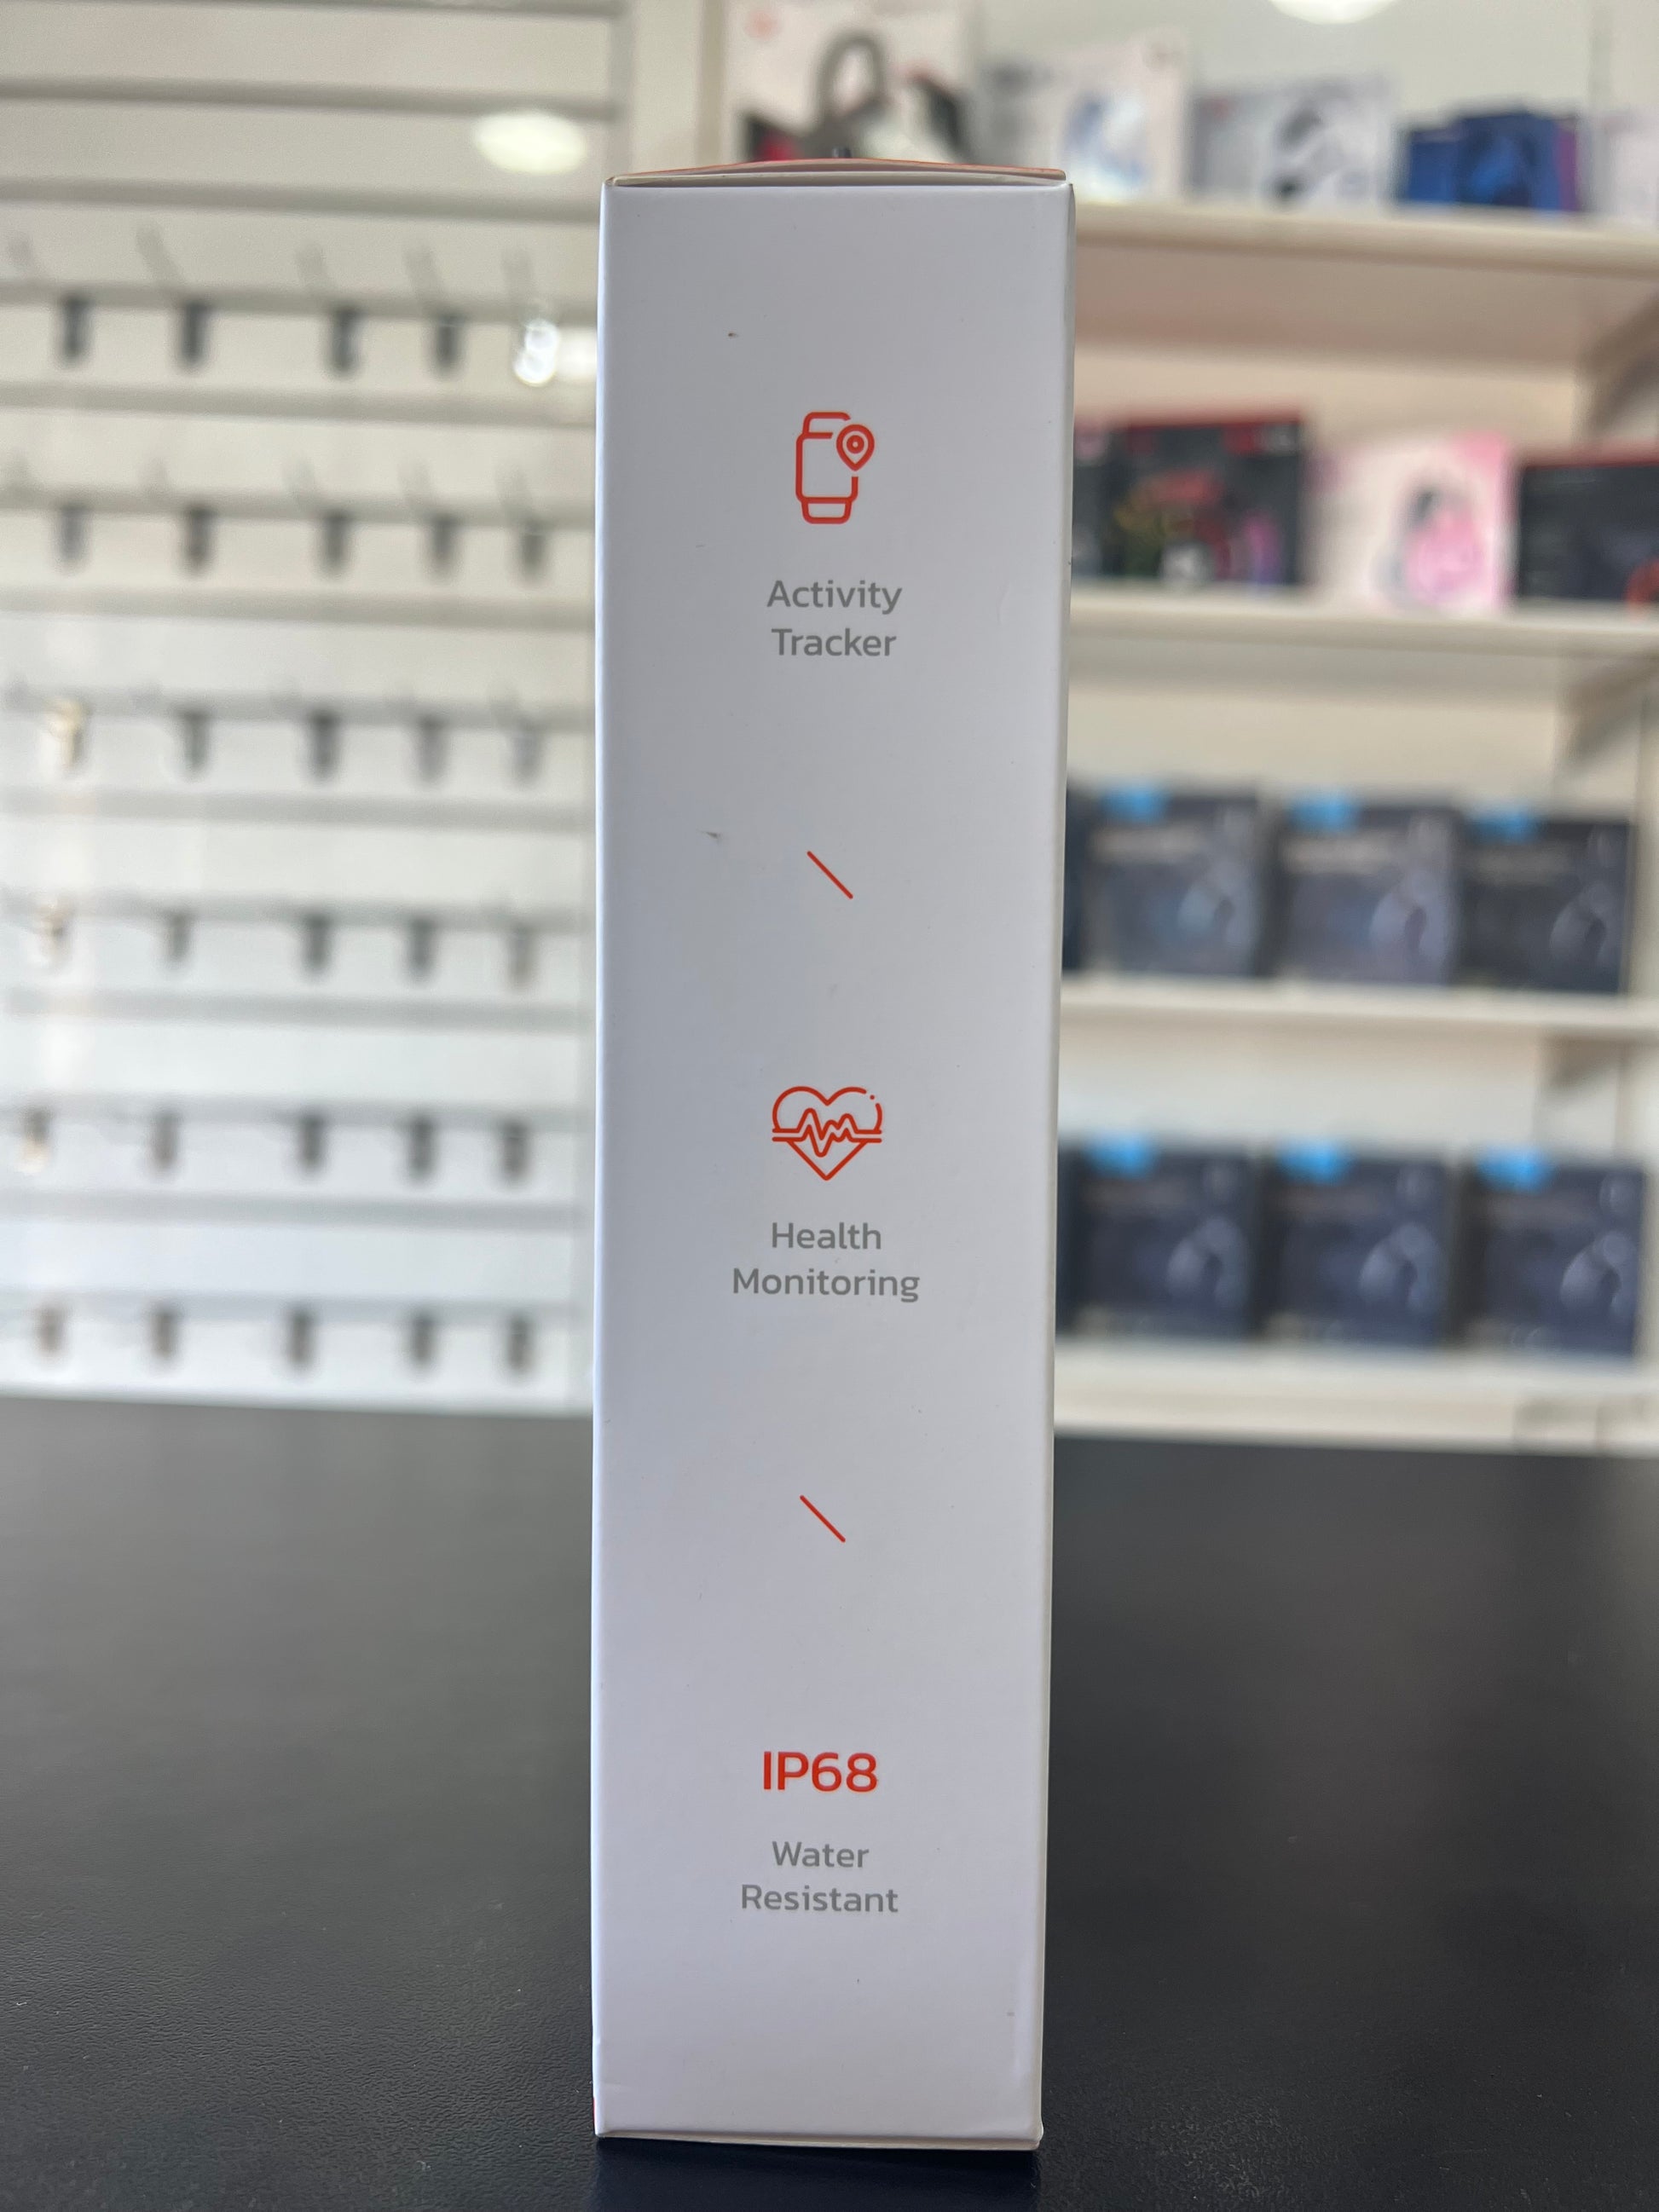 Activity
Tracker
Health
Monitoring
IP68
Water
Resistant